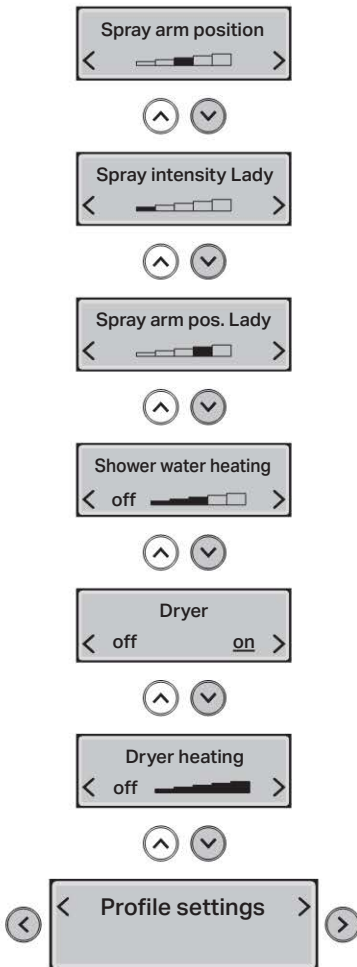 Spray arm position
Spray intensity Lady
Spray arm pos. Lady
Shower water heating
off
Dryer
off on
Dryer heating
off
Profile settings